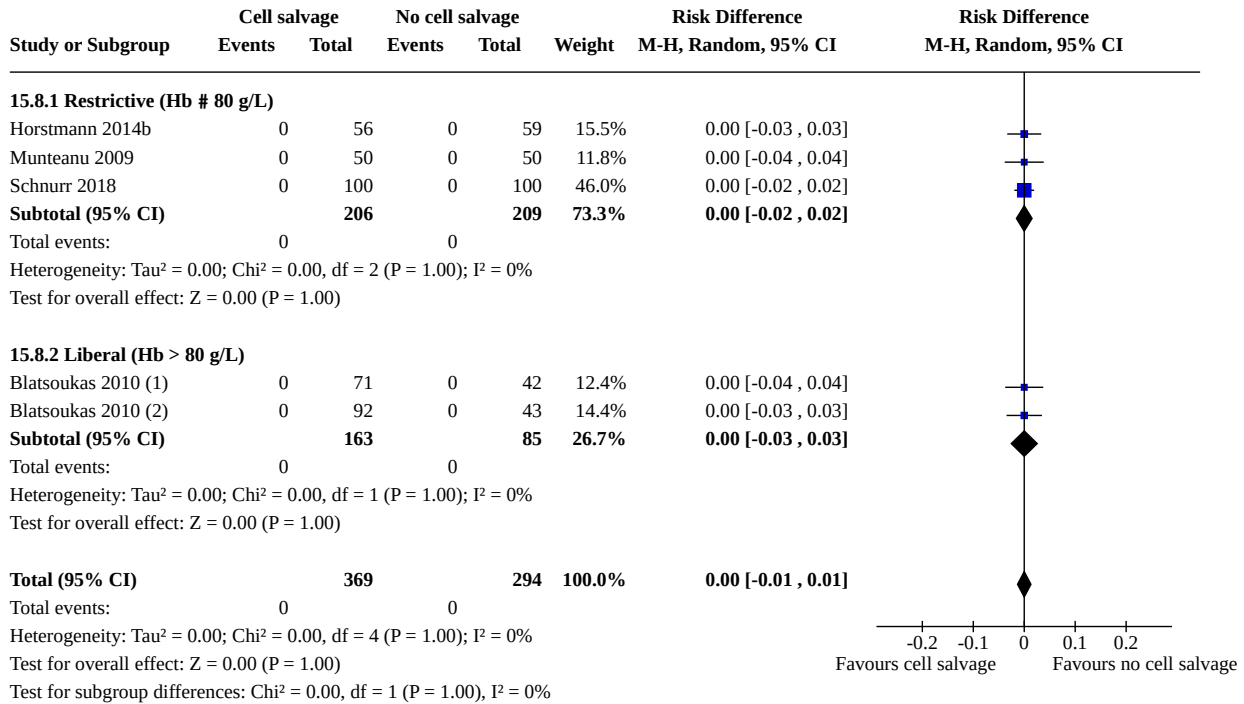 Cell salvage No cell salvage Risk Difference Risk Difference
Study or Subgroup Events Total Events Total Weight M-H, Random, 95% CI M-H, Random, 95% CI
15.8.1 Restrictive (Hb # 80 g/L)
Horstmann 2014b 0 56 0 59 15.5% 0.00 [-0.03 , 0.03]
Munteanu 2009 0 50 0 50 11.8% 0.00 [-0.04 , 0.04]
Schnurr 2018 0 100 0 100 46.0% 0.00 [-0.02 , 0.02]
Subtotal (95% CI) 206 209 73.3% 0.00 [-0.02 , 0.02]
Total events: 0 0
Heterogeneity: Tau² = 0.00; Chi² = 0.00, df = 2 (P = 1.00); I² = 0%
Test for overall effect: Z = 0.00 (P = 1.00)
15.8.2 Liberal (Hb > 80 g/L)
Blatsoukas 2010 (1) 0 71 0 42 12.4% 0.00 [-0.04 , 0.04]
Blatsoukas 2010 (2) 0 92 0 43 14.4% 0.00 [-0.03 , 0.03]
Subtotal (95% CI) 163 85 26.7% 0.00 [-0.03 , 0.03]
Total events: 0 0
Heterogeneity: Tau² = 0.00; Chi² = 0.00, df = 1 (P = 1.00); I² = 0%
Test for overall effect: Z = 0.00 (P = 1.00)
Total (95% CI) 369 294 100.0% 0.00 [-0.01 , 0.01]
Total events: 0 0
Heterogeneity: Tau² = 0.00; Chi² = 0.00, df = 4 (P = 1.00); I² = 0%
-0.2 -0.1 0 0.1 0.2
Test for overall effect: Z = 0.00 (P = 1.00) Favours cell salvage Favours no cell salvage
Test for subgroup differences: Chi² = 0.00, df = 1 (P = 1.00), I² = 0%